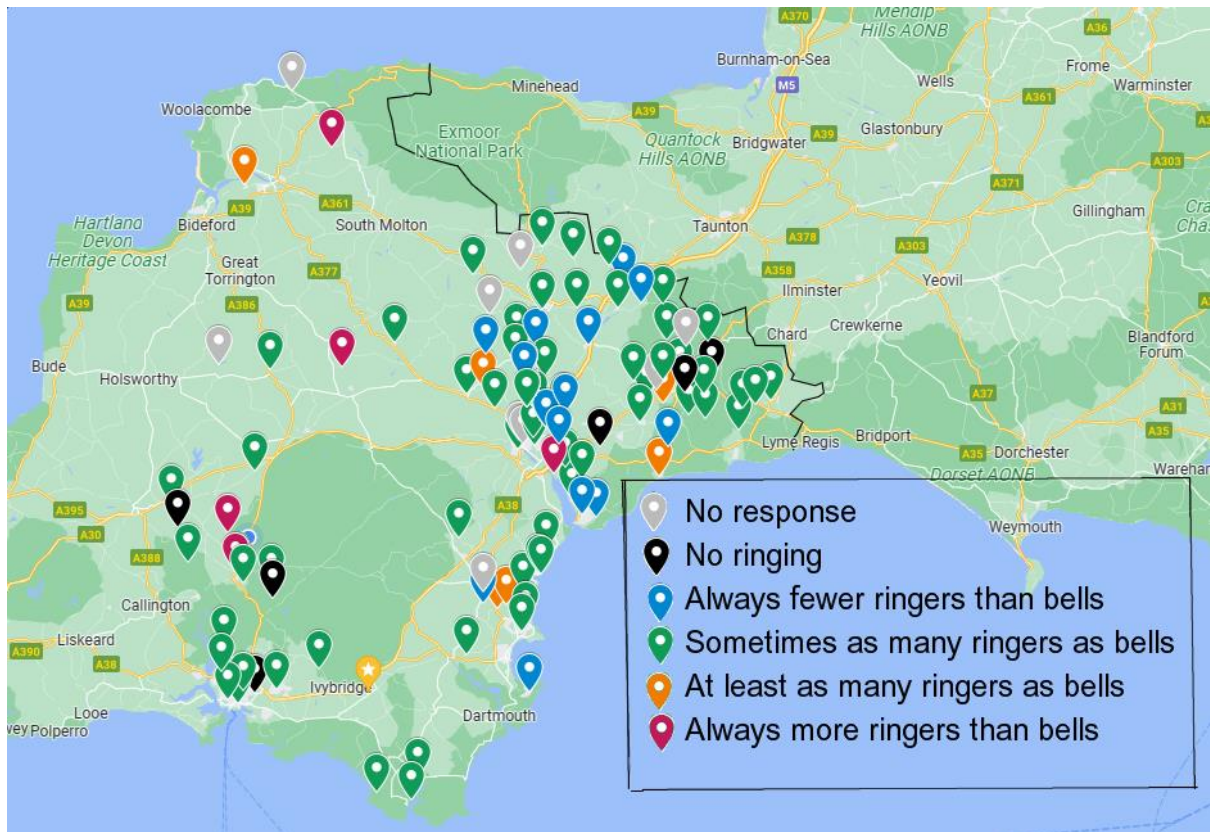 A370
Mendip
Hills AONB
A36
Burnham-on-Sea
Frome
Wells
Warminster
M5
A361
Minehead
Woolacombe
A39
Glastonbury
Exmoor
National Park
Quantock
Hills AONB
Bridgwater
A39
A303
A371
A39
Bideford
A361
South Molton
Taunton
Gillingham
Hartland
Devon
Heritage Coast
A378
A303
Great
Torrington
A377
Yeovil
A358
Ilminster
A39
A386
Chard
Crewkerne
Blandford
Forum
Bude
Holsworthy
A37
A31
Lyme Regis
Bridport
A35
A35
Dorchester
Dorset AONB
Wareham
A395
A38
A30
A388
Weymouth
Callington
Liskeard
A390
A38
Ivybridge
Looe
Polperro
Dartmouth
No response
No ringing
Always fewer ringers than bells
Sometimes as many ringers as bells
At least as many ringers as bells
Always more ringers than bells